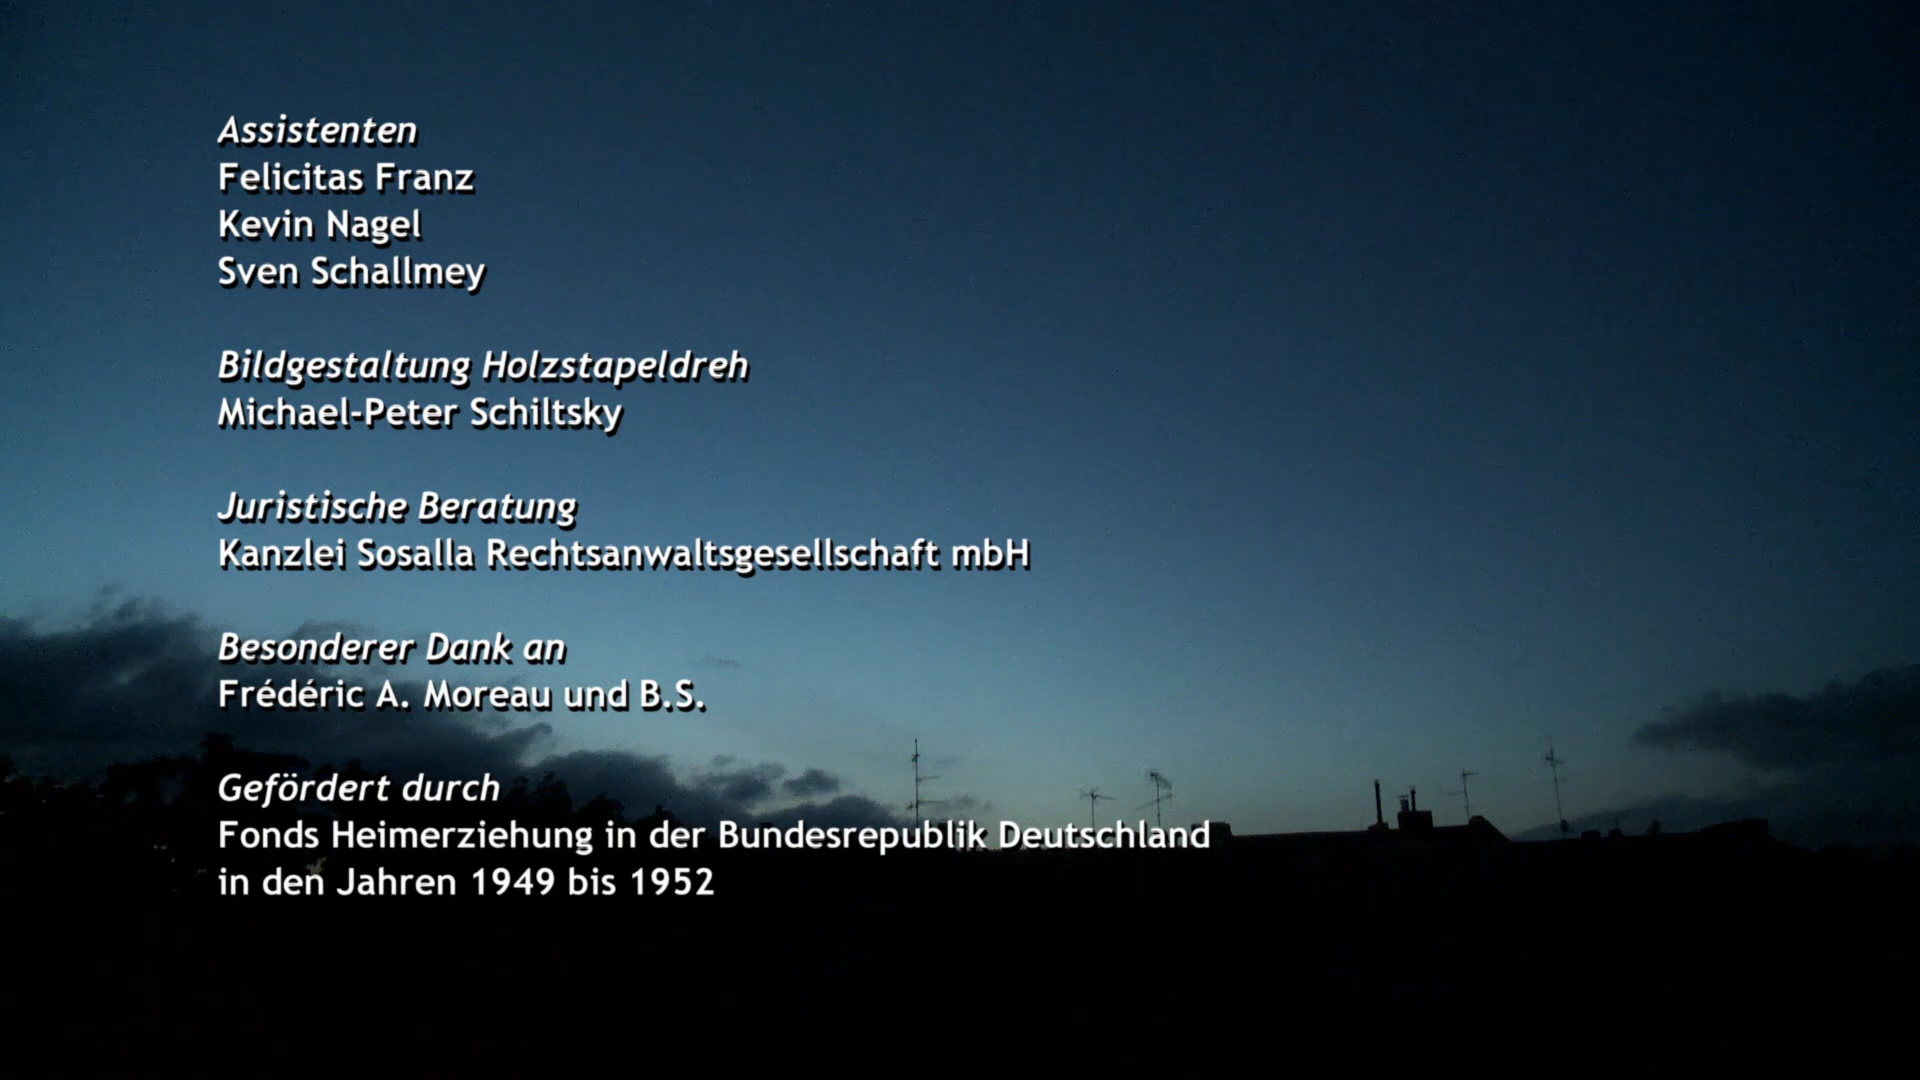 Assistenten
Felicitas Franz
Kevin Nagel
Sven Schallmey
Bildgestaltung Holzstapeldreh
Michael-Peter Schiltsky
Juristische Beratung
Kanzlei Sosalla Rechtsanwaltsgesellschaft mbH
Besonderer Dank an
Frédéric A. Moreau und B.S.
Gefördert durch
Fonds Heimerziehung in der Bundesrepublik Deutschland
in den Jahren 1949 bis 1952